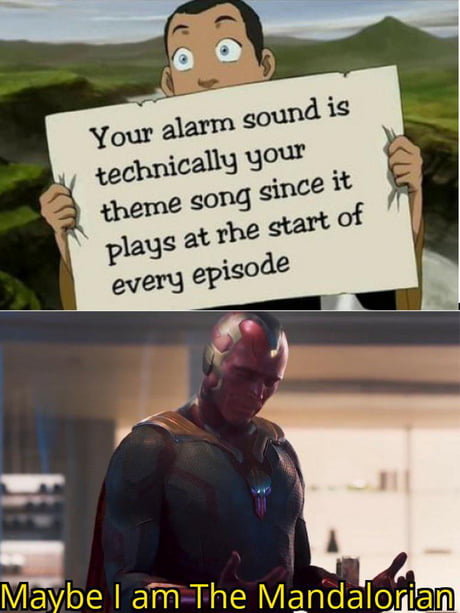 Your alarm sound is
technically your
theme song since it
plays at rhe start of
every episode
Maybe I am The Mandalorian